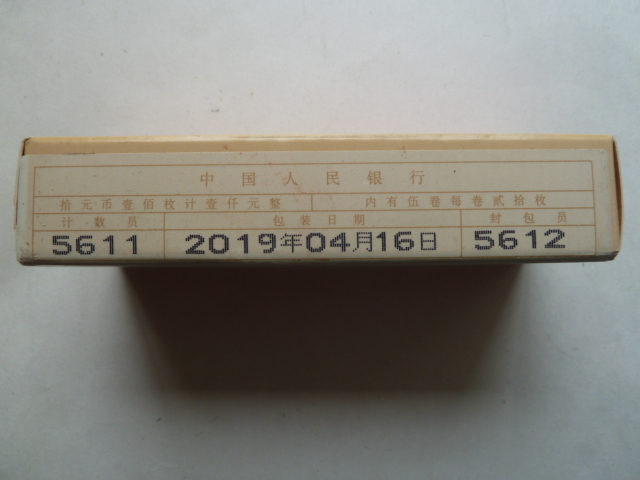 中国人民银行
拾元币壹佰枚计壹仟元整 内有伍卷每卷贰拾枚
计数员 包装日期 封包员
5611 2019年04月16日 5612